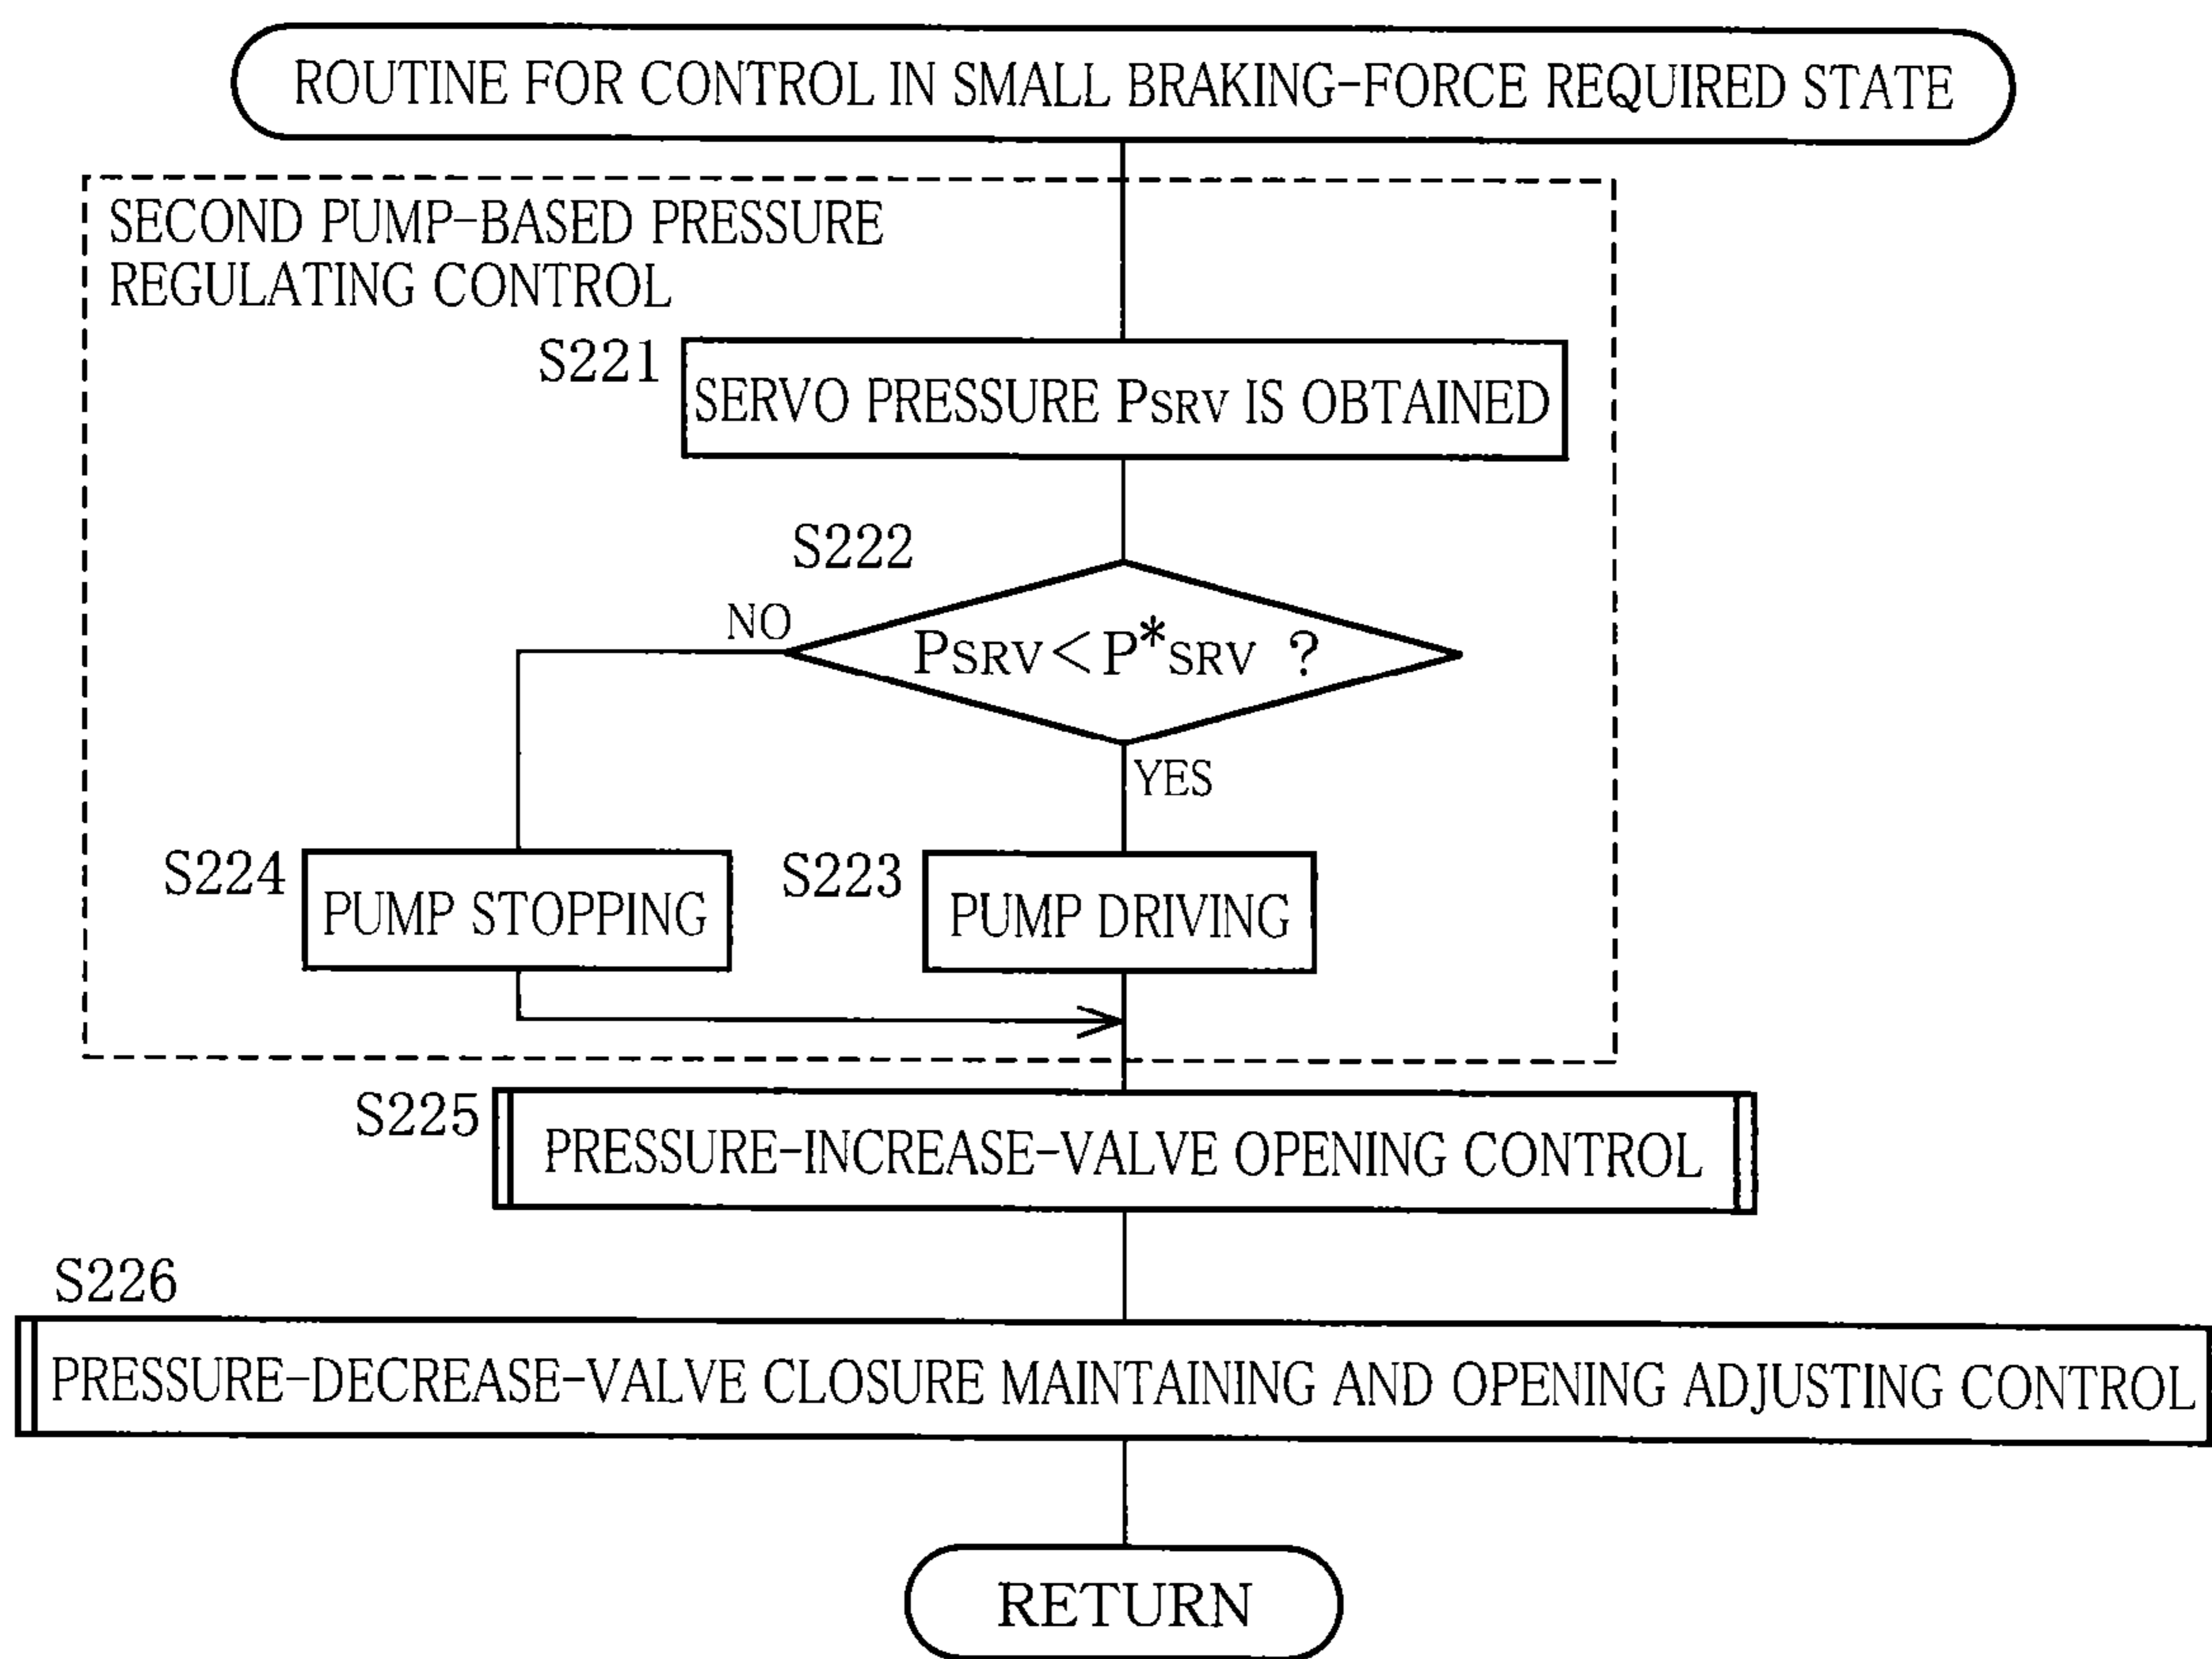 ROUTINE FOR CONTROL IN SMALL BRAKING-FORCE REQUIRED STATE
SECOND PUMP-BASED PRESSURE
REGULATING CONTROL
S221
SERVO PRESSURE PSRV IS OBTAINED
S222
NO
PSRV<P*SRV ?
YES
S224
PUMP STOPPING
S223
PUMP DRIVING
S225
PRESSURE-INCREASE-VALVE OPENING CONTROL
S226
PRESSURE-DECREASE-VALVE CLOSURE MAINTAINING AND OPENING ADJUSTING CONTROL
RETURN